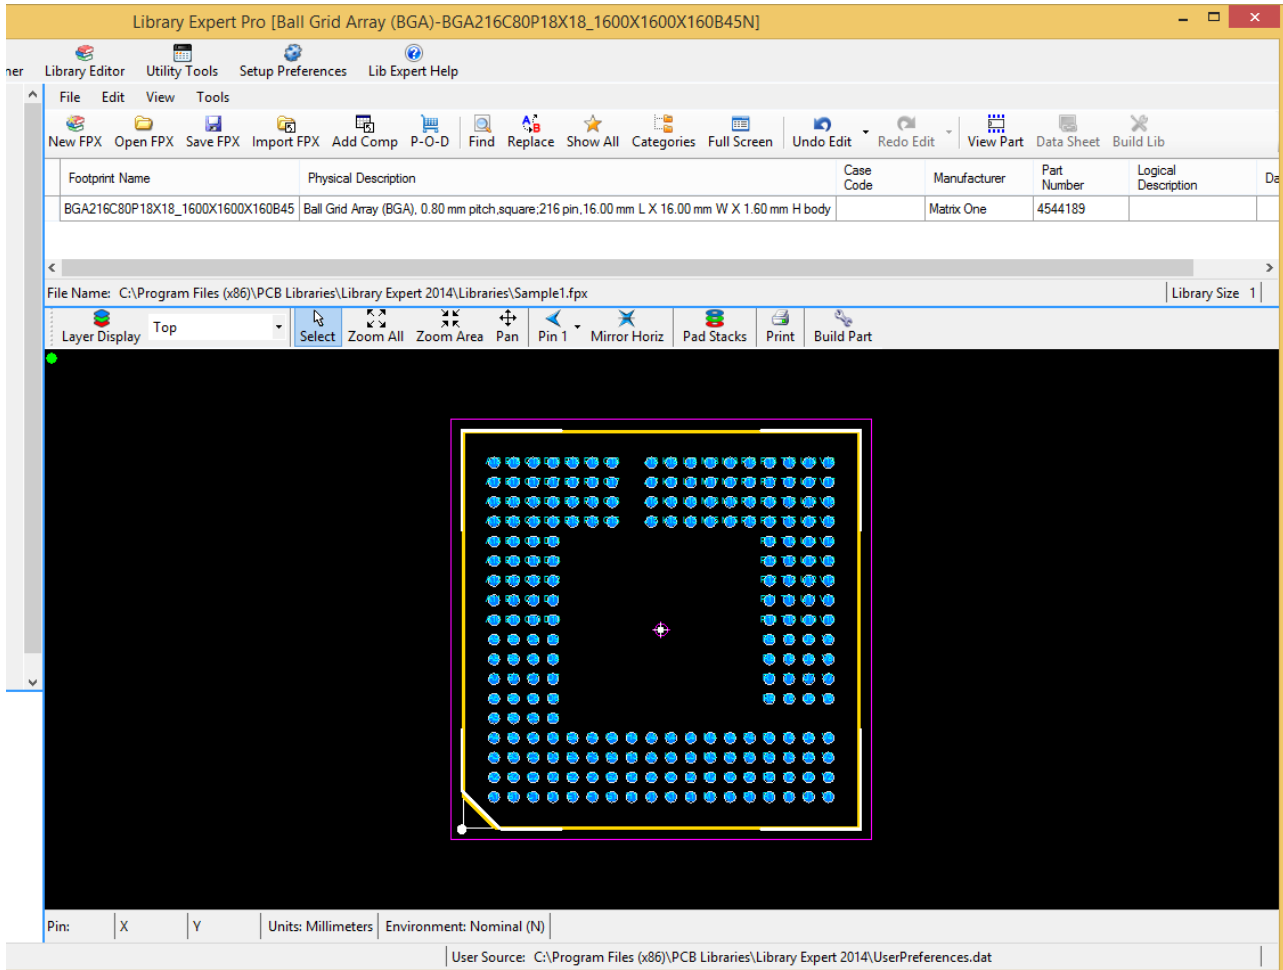 Library Expert Pro [Ball Grid Array (BGA)-BGA216C80P18X18_1600X1600X160B45N]
ner Library Editor Utility Tools Setup Preferences Lib Expert Help
File Edit View Tools
New FPX Open FPX Save FPX Import FPX Add Comp P-O-D Find Replace Show All Categories Full Screen Undo Edit Redo Edit View Part Data Sheet Build Lib
Footprint Name Physical Description Case Code Manufacturer Part Number Logical Description Da
BGA216C80P18X18_1600X1600X160B45 Ball Grid Array (BGA), 0.80 mm pitch,square;216 pin,16.00 mm L X 16.00 mm W X 1.60 mm H body Matrix One 4544189
File Name: C:\Program Files (x86)\PCB Libraries\Library Expert 2014\Libraries\Sample1.fpx Library Size 1
Layer Display Top Select Zoom All Zoom Area Pan Pin 1 Mirror Horiz Pad Stacks Print Build Part
Pin: X Y Units: Millimeters Environment: Nominal (N)
User Source: C:\Program Files (x86)\PCB Libraries\Library Expert 2014\UserPreferences.dat